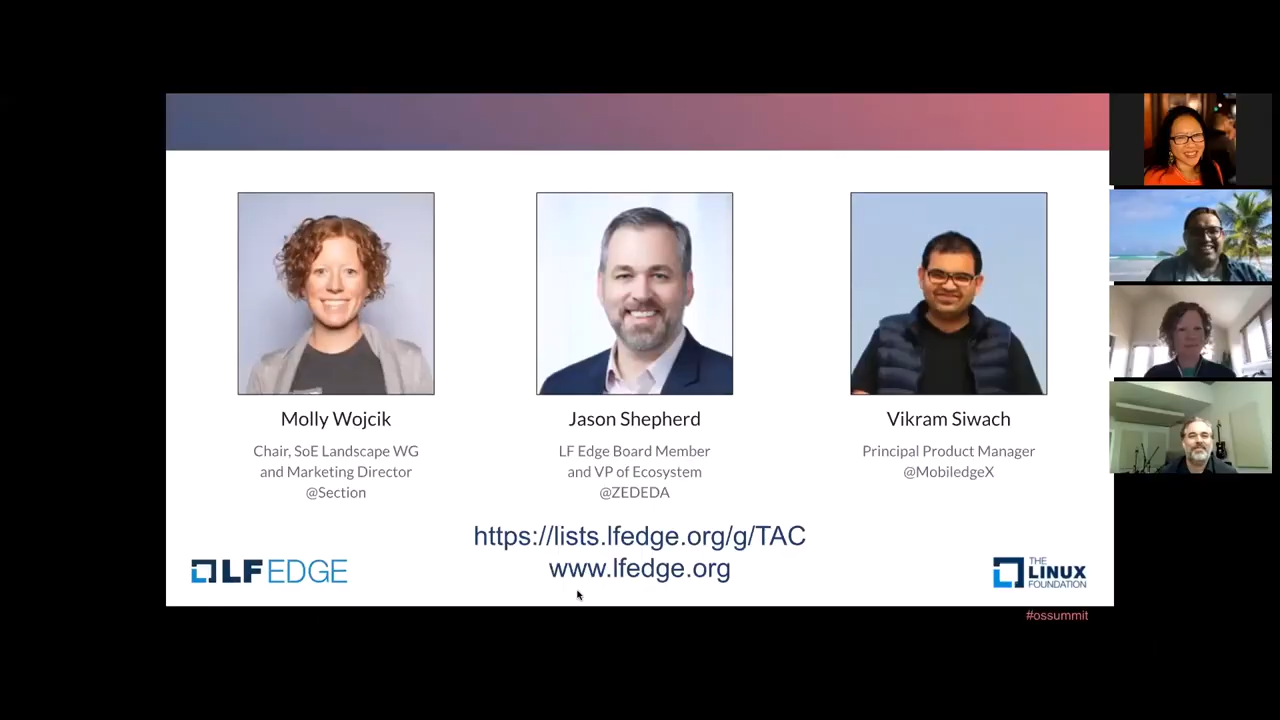 Molly Wojcik
Chair, SoE Landscape WG
and Marketing Director
@Section
Jason Shepherd
LF Edge Board Member
and VP of Ecosystem
@ZEDEDA
Vikram Siwach
Principal Product Manager
@MobiledgeX
https://lists.lfedge.org/g/TAC
www.lfedge.org
LF EDGE
THE
LINUX
FOUNDATION
#ossummit